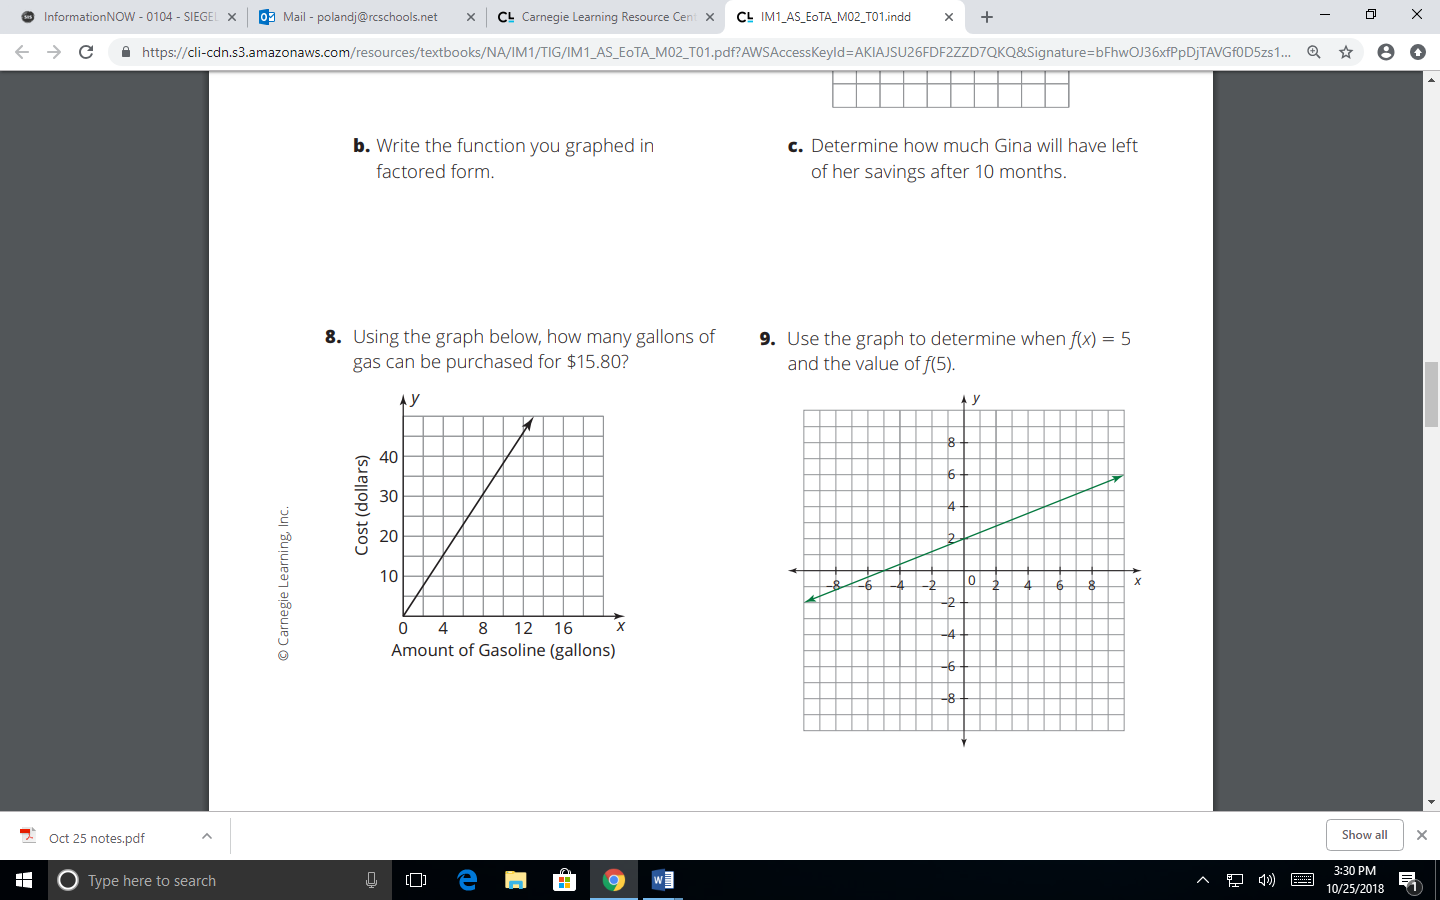 InformationNOW - 0104 - SIEGEL
Mail - polandj@rcschools.net
CL Carnegie Learning Resource Cent
CL IM1_AS_EoTA_M02_T01.indd
https://cli-cdn.s3.amazonaws.com/resources/textbooks/NA/IM1/TIG/IM1_AS_EoTA_M02_T01.pdf?AWSAccessKeyId=AKIAJSU26FDF2ZZD7QKQ&Signature=bFhwOJ36xfPpDjTAVGf0D5zs1...
b. Write the function you graphed in
factored form.
c. Determine how much Gina will have left
of her savings after 10 months.
8. Using the graph below, how many gallons of
gas can be purchased for $15.80?
y
40
30
20
10
Cost (dollars)
0 4 8 12 16 x
Amount of Gasoline (gallons)
9. Use the graph to determine when f(x) = 5
and the value of f(5).
y
8
6
4
2
-8 -6 -4 -2 0 2 4 6 8 x
-2
-4
-6
-8
© Carnegie Learning, Inc.
Oct 25 notes.pdf
Show all
Type here to search
3:30 PM
10/25/2018
1